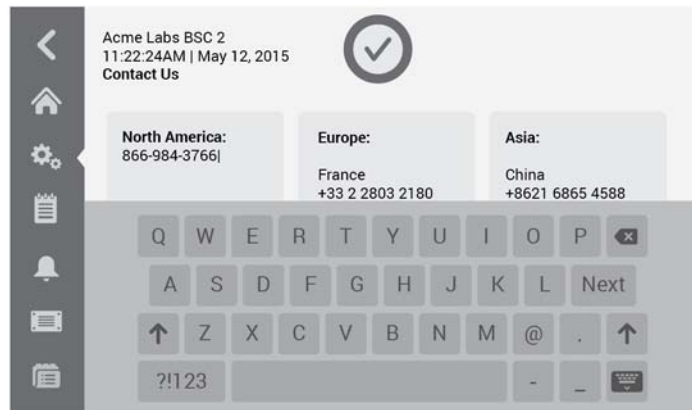 Acme Labs BSC 2
11:22:24AM | May 12, 2015
Contact Us
North America:
866-984-3766|
Europe:
France
+33 2 2803 2180
Asia:
China
+8621 6865 4588
Q W E R T Y U I O P
A S D F G H J K L Next
Z X C V B N M @ .
?!123 - _